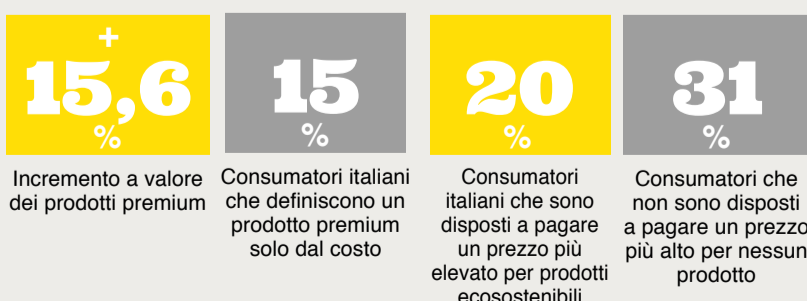 +
15,6
%
Incremento a valore
dei prodotti premium
15
%
Consumatori italiani
che definiscono un
prodotto premium
solo dal costo
20
%
Consumatori
italiani che sono
disposti a pagare
un prezzo più
elevato per prodotti
ecosostenibili
31
%
Consumatori che
non sono disposti
a pagare un prezzo
più alto per nessun
prodotto